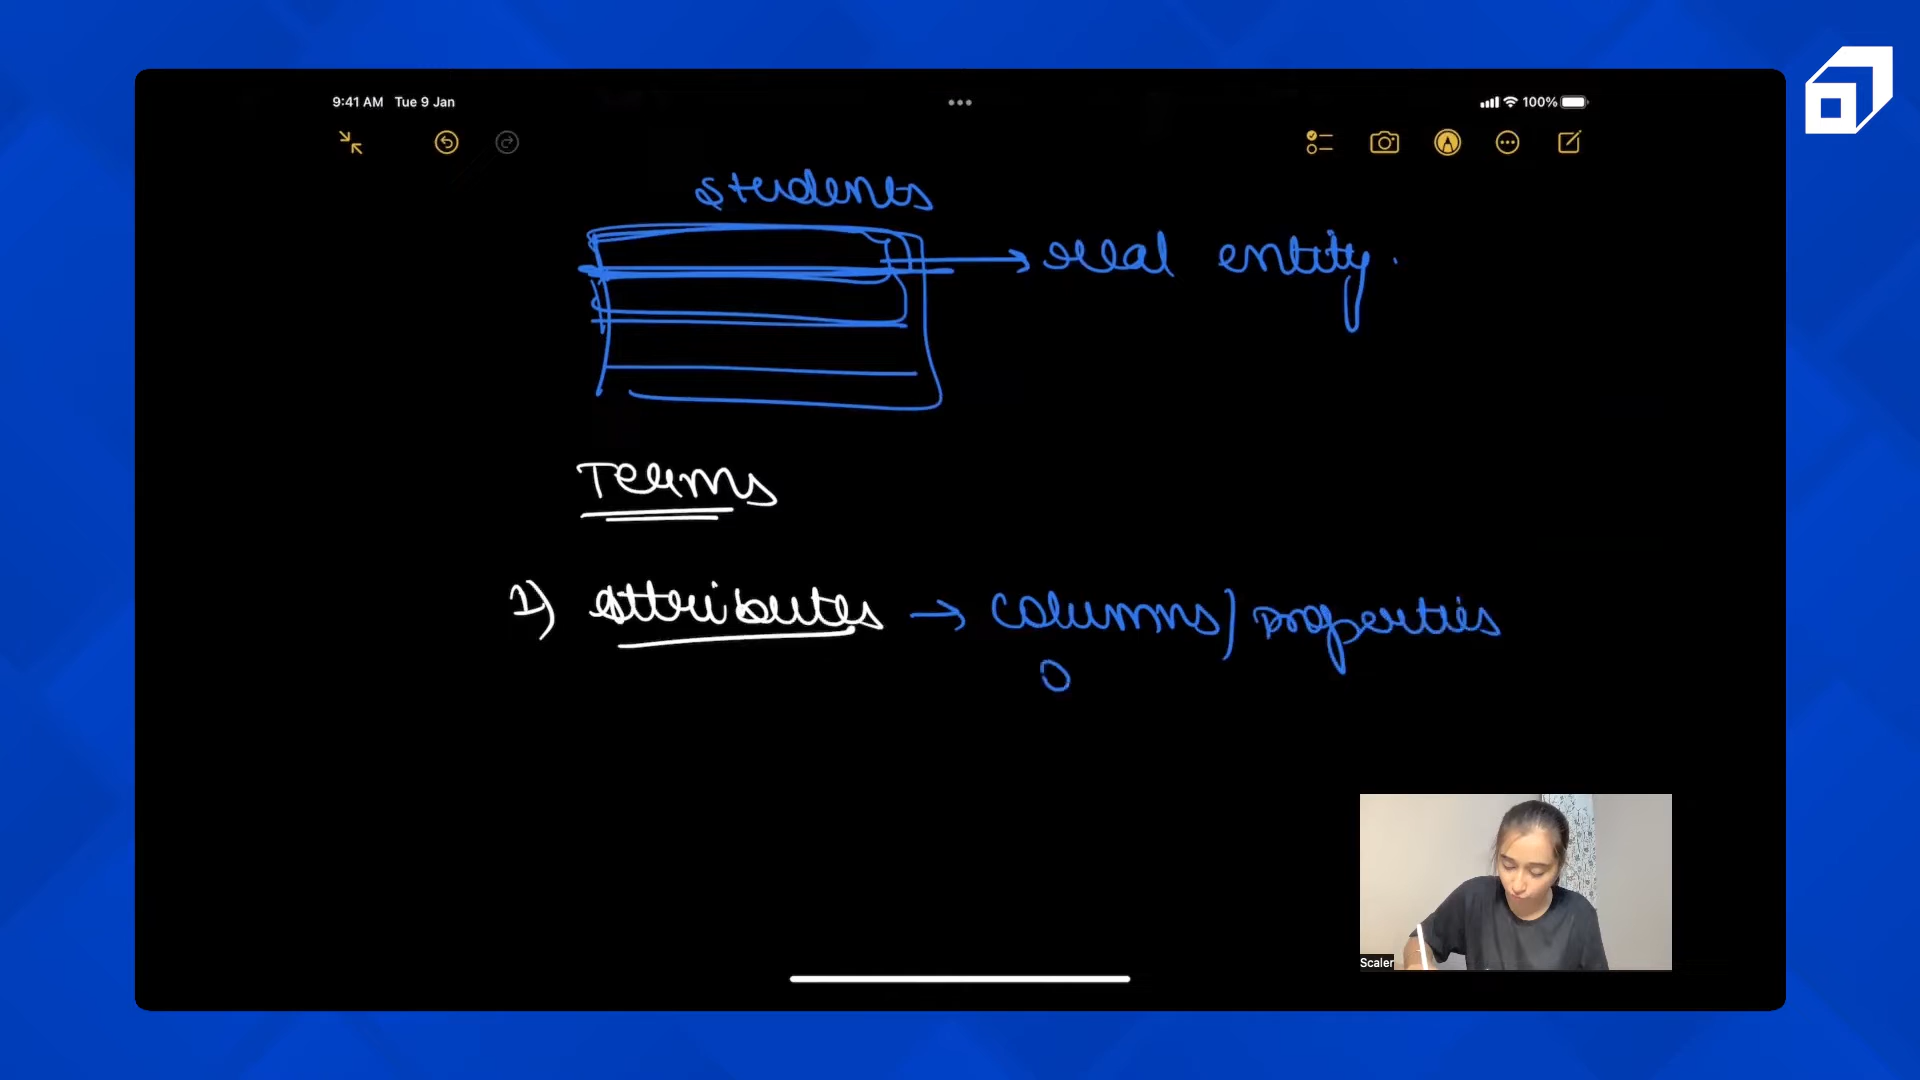 9:41 AM Tue 9 Jan
100%
students
real entity.
Terms
1) attributes → columns/properties
O
Scaler